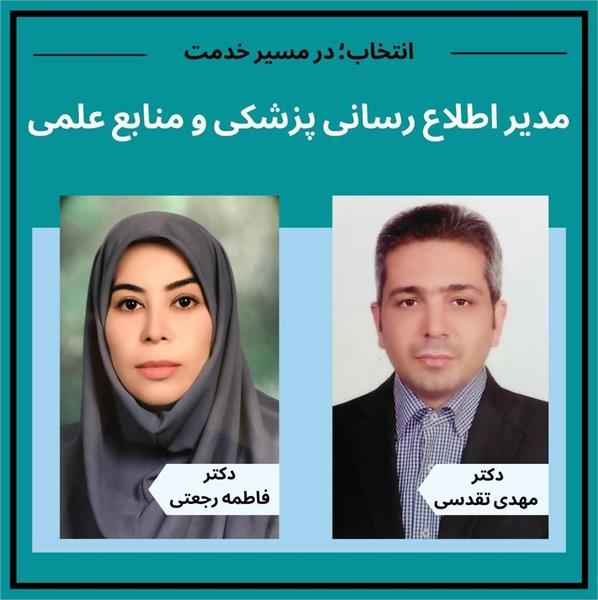 انتخاب؛ در مسیر خدمت
مدیر اطلاع رسانی پزشکی و منابع علمی
دکتر
مهدی تقدسی
دکتر
فاطمه رجعتی